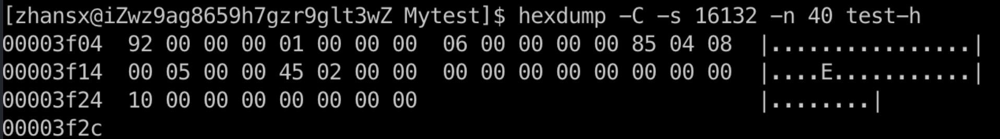 [zhansx@iZwz9ag8659h7gzr9glt3wZ Mytest]$ hexdump -C -s 16132 -n 40 test-h
00003f04  92 00 00 00 01 00 00 00  06 00 00 00 00 85 04 08  |................|
00003f14  00 05 00 00 45 02 00 00  00 00 00 00 00 00 00 00  |....E...........|
00003f24  10 00 00 00 00 00 00 00                           |........|
00003f2c